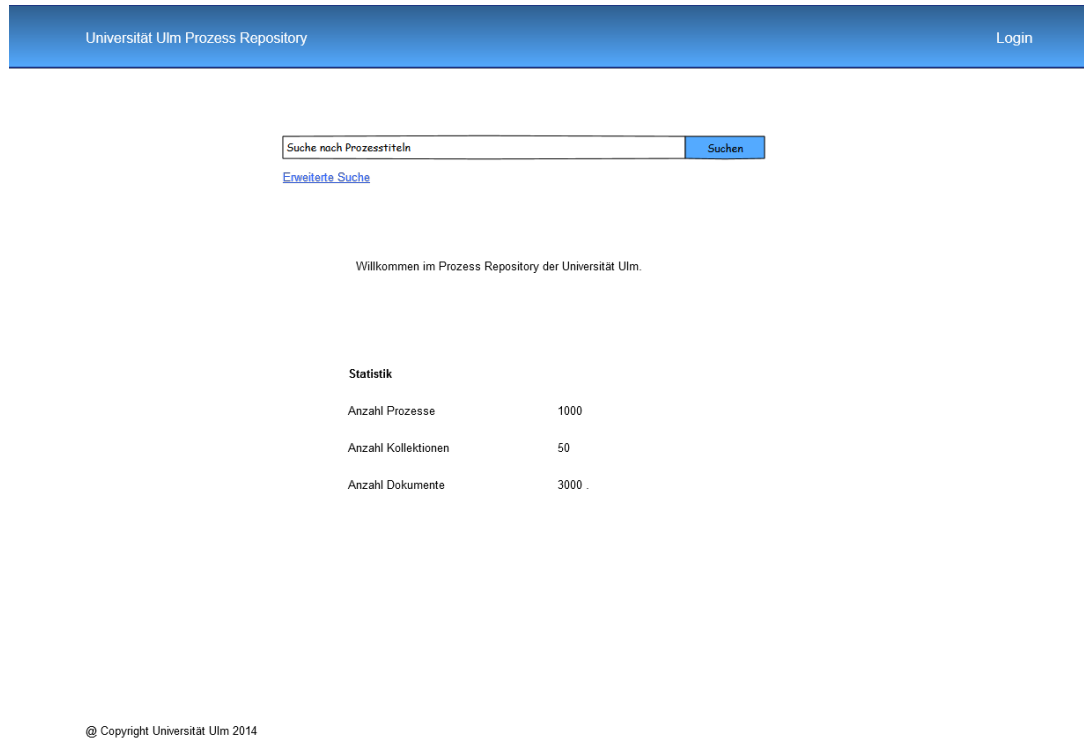 Universität Ulm Prozess Repository Login
Suche nach Prozesstiteln Suchen
Erweiterte Suche
Willkommen im Prozess Repository der Universität Ulm.
Statistik
Anzahl Prozesse 1000
Anzahl Kollektionen 50
Anzahl Dokumente 3000 .
@ Copyright Universität Ulm 2014